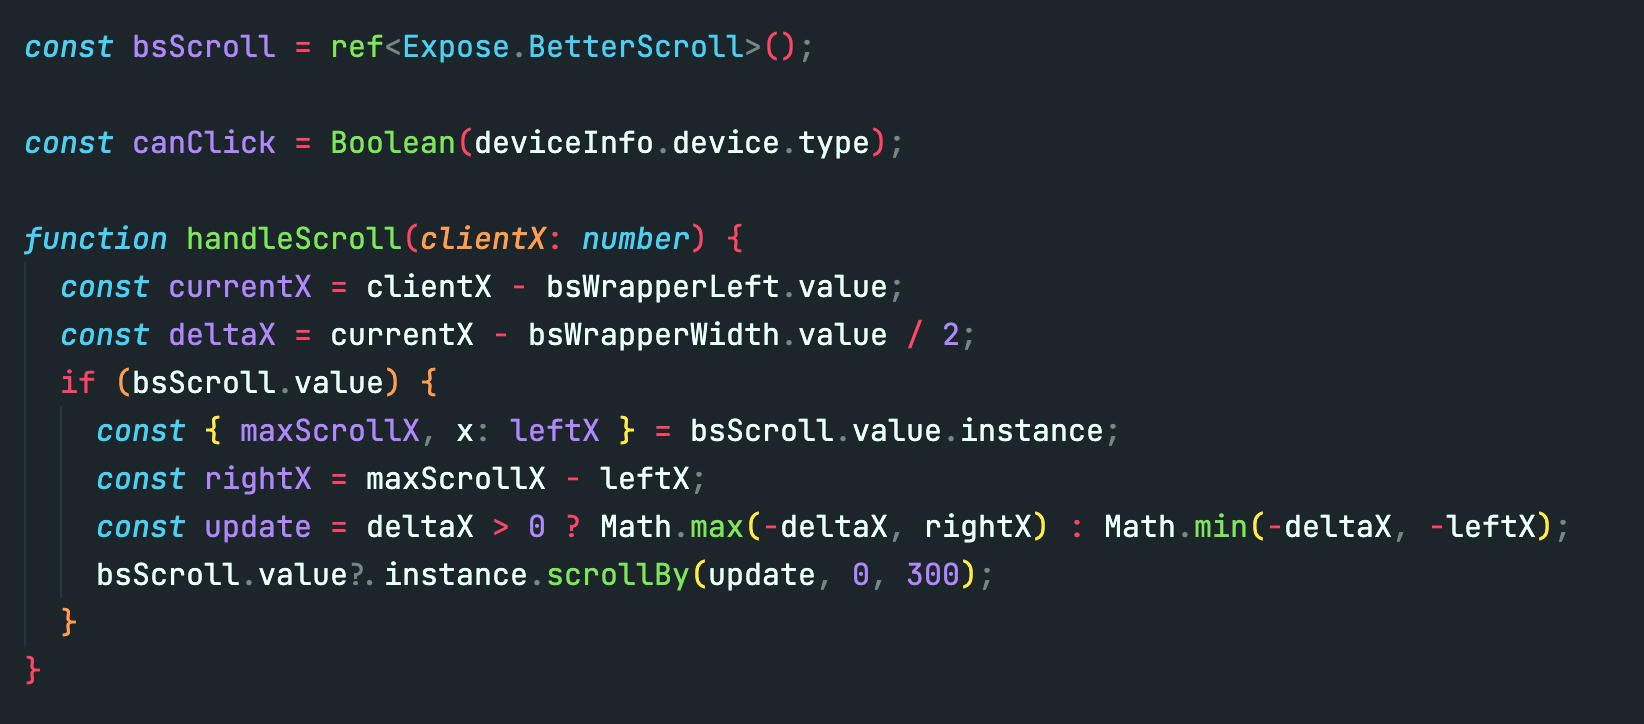 const bsScroll = ref<Expose.BetterScroll>();
const canClick = Boolean(deviceInfo.device.type);
function handleScroll(clientX: number) {
  const currentX = clientX - bsWrapperLeft.value;
  const deltaX = currentX - bsWrapperWidth.value / 2;
  if (bsScroll.value) {
    const { maxScrollX, x: leftX } = bsScroll.value.instance;
    const rightX = maxScrollX - leftX;
    const update = deltaX > 0 ? Math.max(-deltaX, rightX) : Math.min(-deltaX, -leftX);
    bsScroll.value?.instance.scrollBy(update, 0, 300);
  }
}